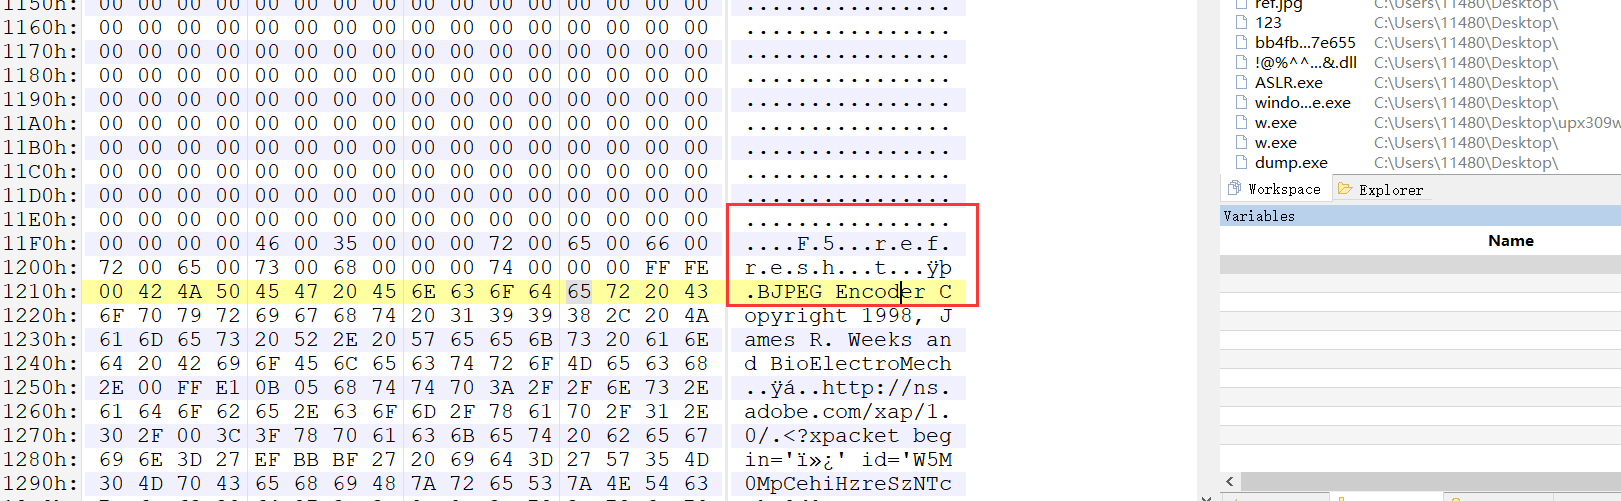 1150h: 00 00 00 00 00 00 00 00 00 00 00 00 00 00 00 00 ................
1160h: 00 00 00 00 00 00 00 00 00 00 00 00 00 00 00 00 ................
1170h: 00 00 00 00 00 00 00 00 00 00 00 00 00 00 00 00 ................
1180h: 00 00 00 00 00 00 00 00 00 00 00 00 00 00 00 00 ................
1190h: 00 00 00 00 00 00 00 00 00 00 00 00 00 00 00 00 ................
11A0h: 00 00 00 00 00 00 00 00 00 00 00 00 00 00 00 00 ................
11B0h: 00 00 00 00 00 00 00 00 00 00 00 00 00 00 00 00 ................
11C0h: 00 00 00 00 00 00 00 00 00 00 00 00 00 00 00 00 ................
11D0h: 00 00 00 00 00 00 00 00 00 00 00 00 00 00 00 00 ................
11E0h: 00 00 00 00 00 00 00 00 00 00 00 00 00 00 00 00 ................
11F0h: 00 00 00 00 46 00 35 00 00 00 72 00 65 00 66 00 ....F.5...r.e.f.
1200h: 72 00 65 00 73 00 68 00 00 00 74 00 00 00 FF FE r.e.s.h...t...ÿþ
1210h: 00 42 4A 50 45 47 20 45 6E 63 6F 64 65 72 20 43 .BJPEG Encoder C
1220h: 6F 70 79 72 69 67 68 74 20 31 39 39 38 2C 20 4A opyright 1998, J
1230h: 61 6D 65 73 20 52 2E 20 57 65 65 6B 73 20 61 6E ames R. Weeks an
1240h: 64 20 42 69 6F 45 6C 65 63 74 72 6F 4D 65 63 68 d BioElectroMech
1250h: 2E 00 FF E1 0B 05 68 74 74 70 3A 2F 2F 6E 73 2E ..ÿá..http://ns.
1260h: 61 64 6F 62 65 2E 63 6F 6D 2F 78 61 70 2F 31 2E adobe.com/xap/1.
1270h: 30 2F 00 3C 3F 78 70 61 63 6B 65 74 20 62 65 67 0/.<?xpacket beg
1280h: 69 6E 3D 27 EF BB BF 27 20 69 64 3D 27 57 35 4D in='ï»¿' id='W5M
1290h: 30 4D 70 43 65 68 69 48 7A 72 65 53 7A 4E 54 63 0MpCehiHzreSzNTc
ref.jpg C:\Users\11480\Desktop\
123 C:\Users\11480\Desktop\
bb4fb...7e655 C:\Users\11480\Desktop\
!@%^^...&.dll C:\Users\11480\Desktop\
ASLR.exe C:\Users\11480\Desktop\
windo...e.exe C:\Users\11480\Desktop\
w.exe C:\Users\11480\Desktop\upx309w
w.exe C:\Users\11480\Desktop\
dump.exe C:\Users\11480\Desktop\
Workspace Explorer
Variables
Name